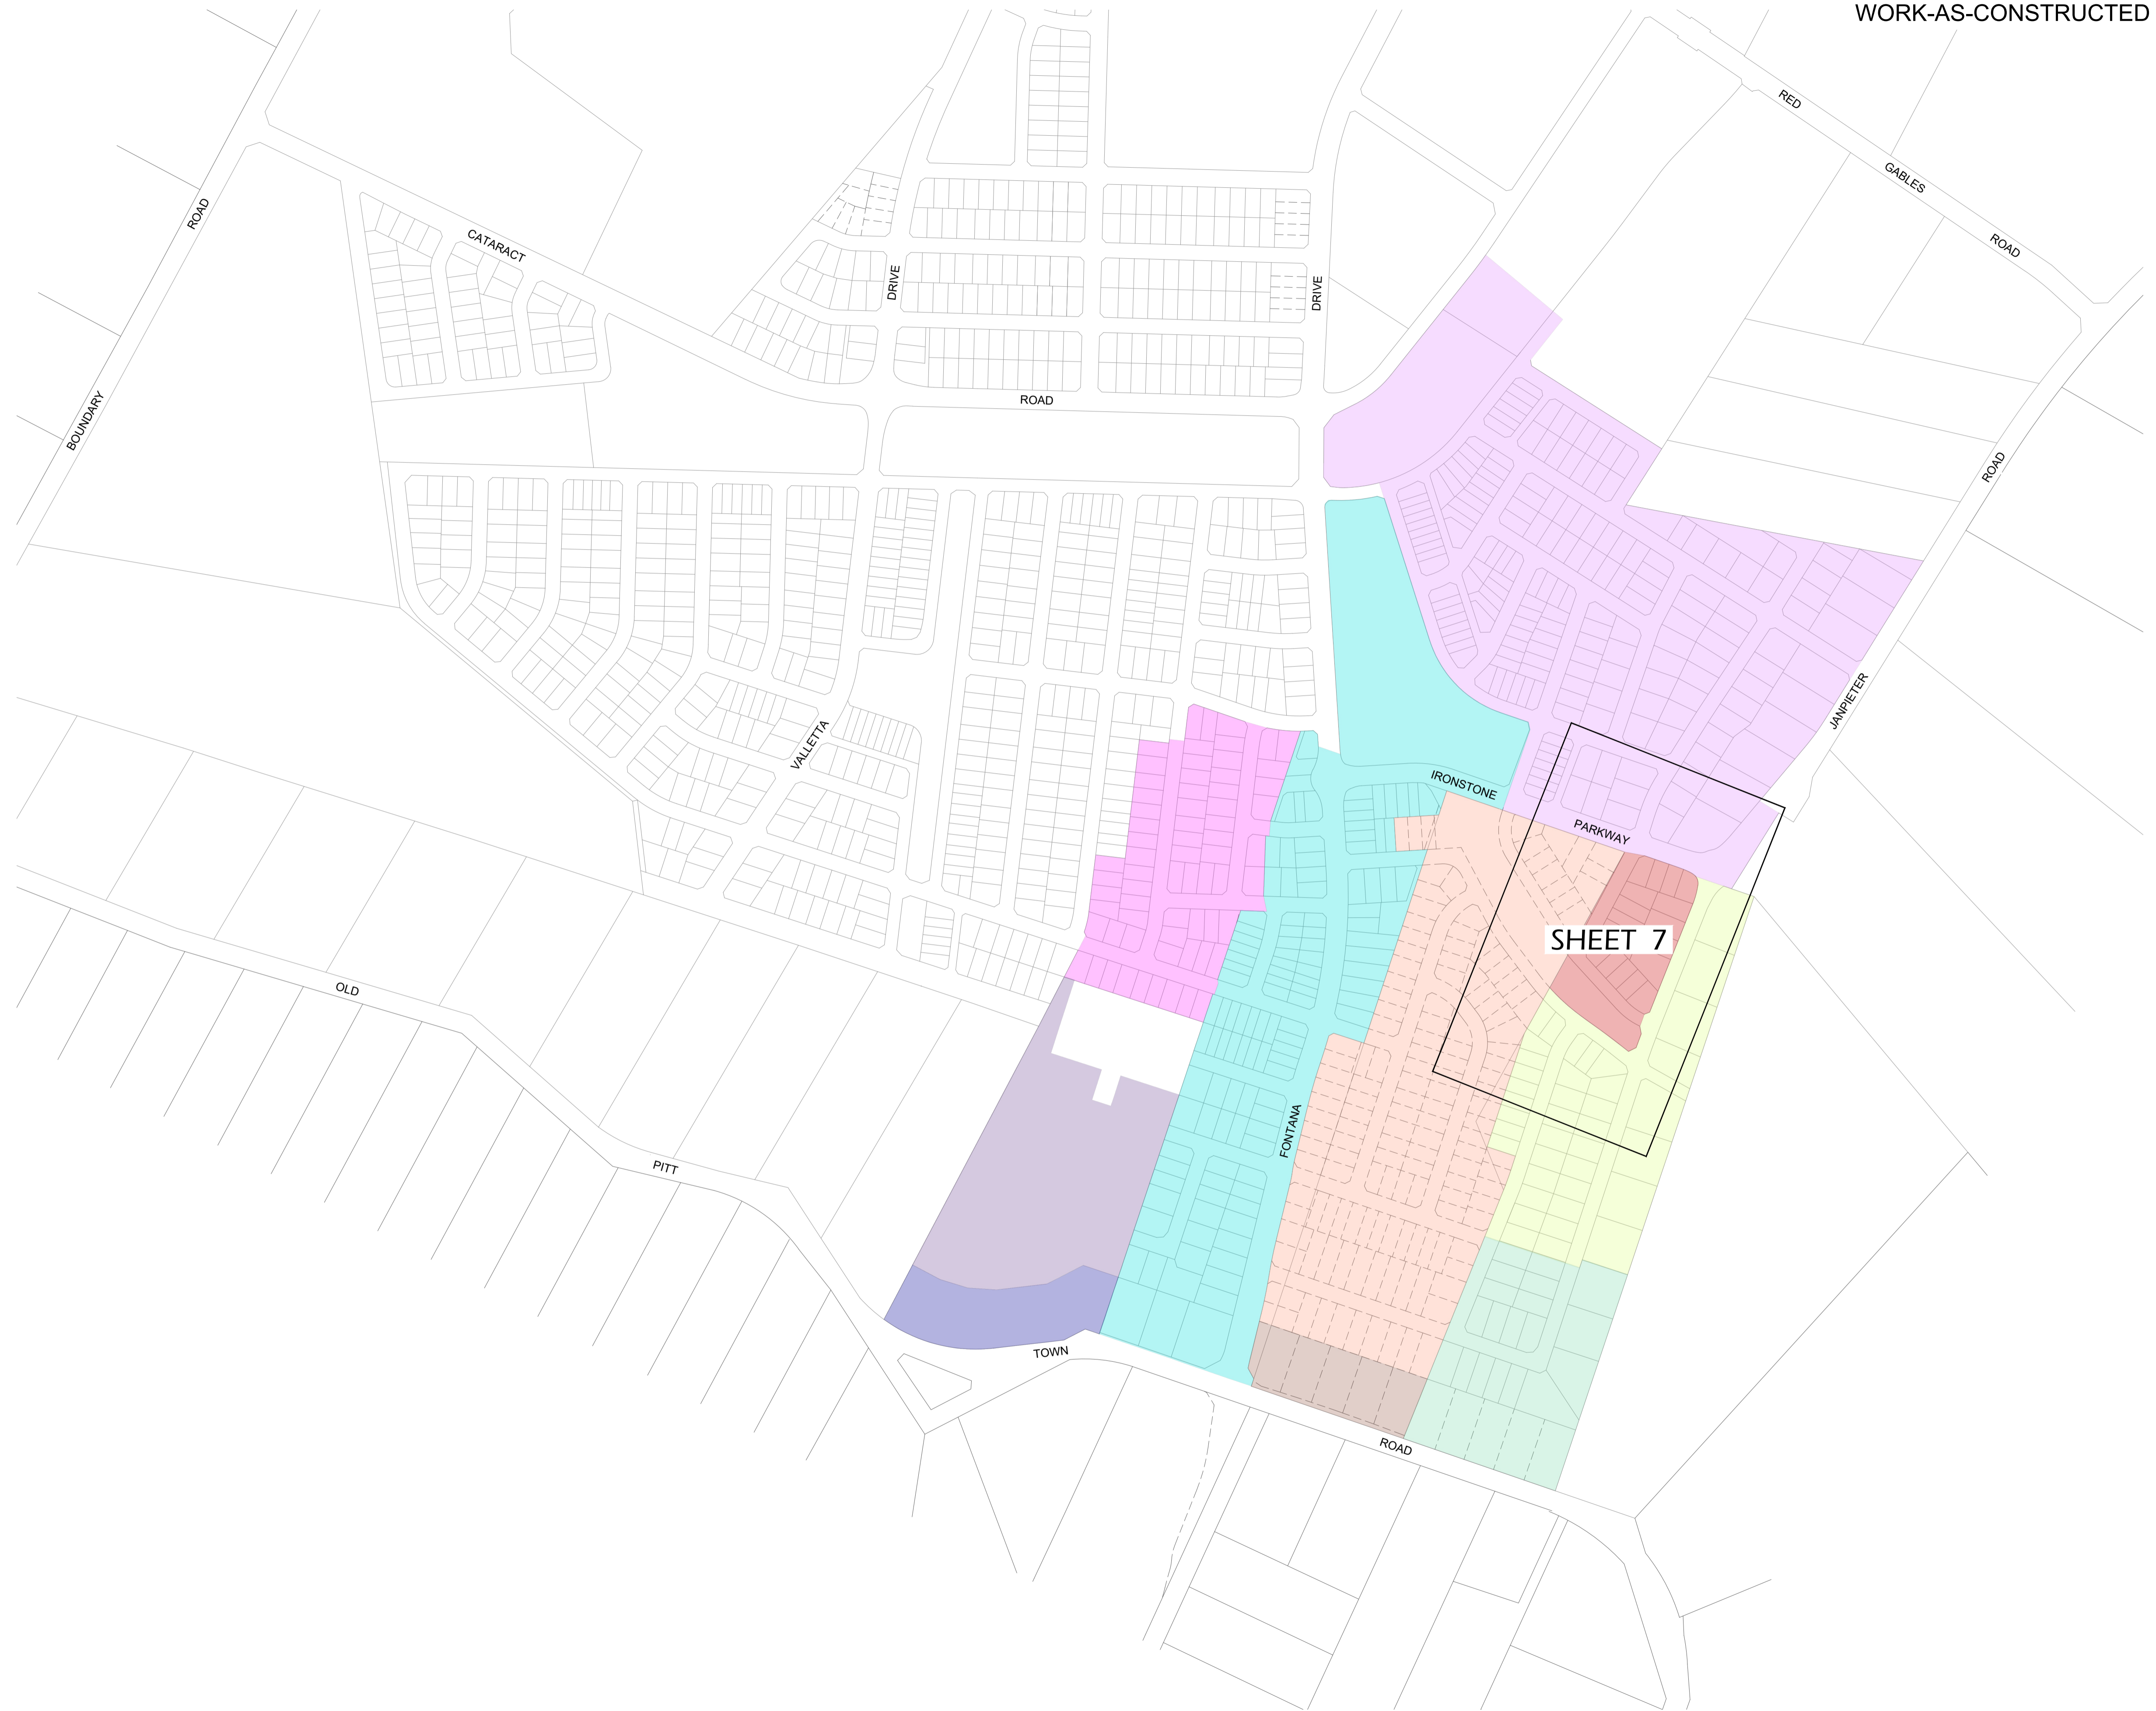 WORK-AS-CONSTRUCTED
RED
GABLES
ROAD
ROAD
CATARACT
DRIVE
DRIVE
ROAD
BOUNDARY
ROAD
JANPIETER
VALLETTA
IRONSTONE
PARKWAY
SHEET 7
OLD
PITT
FONTANA
TOWN
ROAD